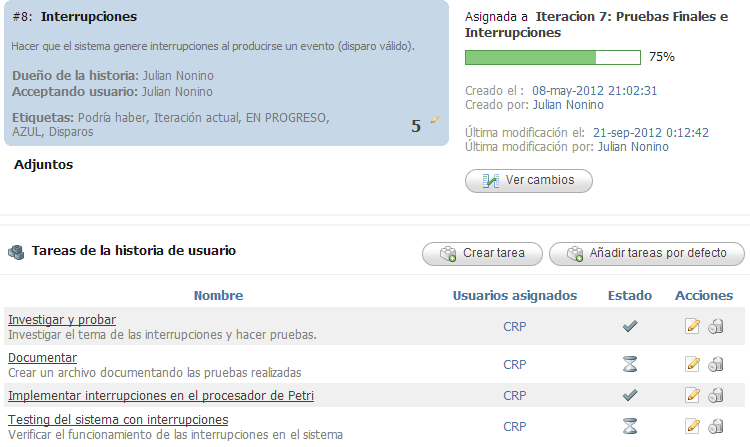 #8: Interrupciones
Hacer que el sistema genere interrupciones al producirse un evento (disparo válido).
Dueño de la historia: Julian Nonino
Acceptando usuario: Julian Nonino
Etiquetas: Podría haber, Iteración actual, EN PROGRESO,
AZUL, Disparos
5
Adjuntos
Asignada a Iteracion 7: Pruebas Finales e
Interrupciones
75%
Creado el : 08-may-2012 21:02:31
Creado por: Julian Nonino
Última modificación el: 21-sep-2012 0:12:42
Última modificación por: Julian Nonino
Ver cambios
Tareas de la historia de usuario
Crear tarea
Añadir tareas por defecto
Nombre Usuarios asignados Estado Acciones
Investigar y probar
Investigar el tema de las interrupciones y hacer pruebas.
CRP
Documentar
Crear un archivo documentando las pruebas realizadas
CRP
Implementar interrupciones en el procesador de Petri
CRP
Testing del sistema con interrupciones
Verificar el funcionamiento de las interrupciones en el sistema
CRP